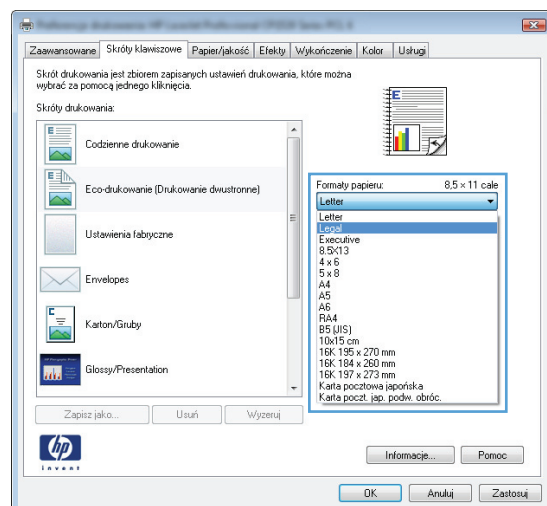 Zaawansowane Skróty klawiszowe Papier/jakość Efekty Wykończenie Kolor Usługi
Skrót drukowania jest zbiorem zapisanych ustawień drukowania, które można
wybrać za pomocą jednego kliknięcia.
Skróty drukowania:
Codzienne drukowanie
Eco-drukowanie (Drukowanie dwustronne)
Ustawienia fabryczne
Envelopes
Karton/Gruby
Glossy/Presentation
Zapisz jako... Usuń Wyzeruj
E
Formaty papieru: 8,5 × 11 cale
Letter
Letter
Legal
Executive
8.5X13
4 x 6
5 x 8
A4
A5
A6
RA4
B5 (JIS)
10x15 cm
16K 195 x 270 mm
16K 184 x 260 mm
16K 197 x 273 mm
Karta pocztowa japońska
Karta poczt. jap. podw. obróc.
hp
invent
Informacje... Pomoc
OK Anuluj Zastosuj